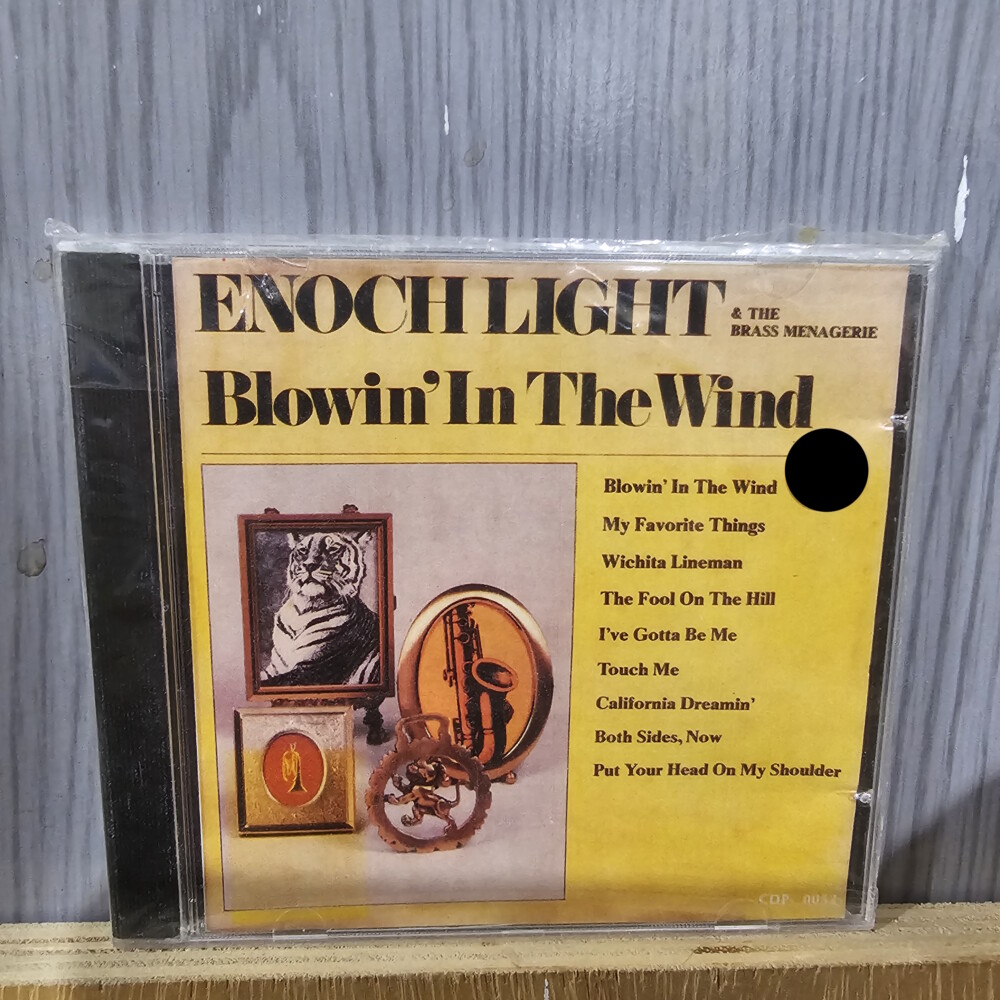 ENOCH LIGHT
& THE
BRASS MENAGERIE
Blowin' In The Wind
Blowin' In The Wind
My Favorite Things
Wichita Lineman
The Fool On The Hill
I've Gotta Be Me
Touch Me
California Dreamin'
Both Sides, Now
Put Your Head On My Shoulder
CDP